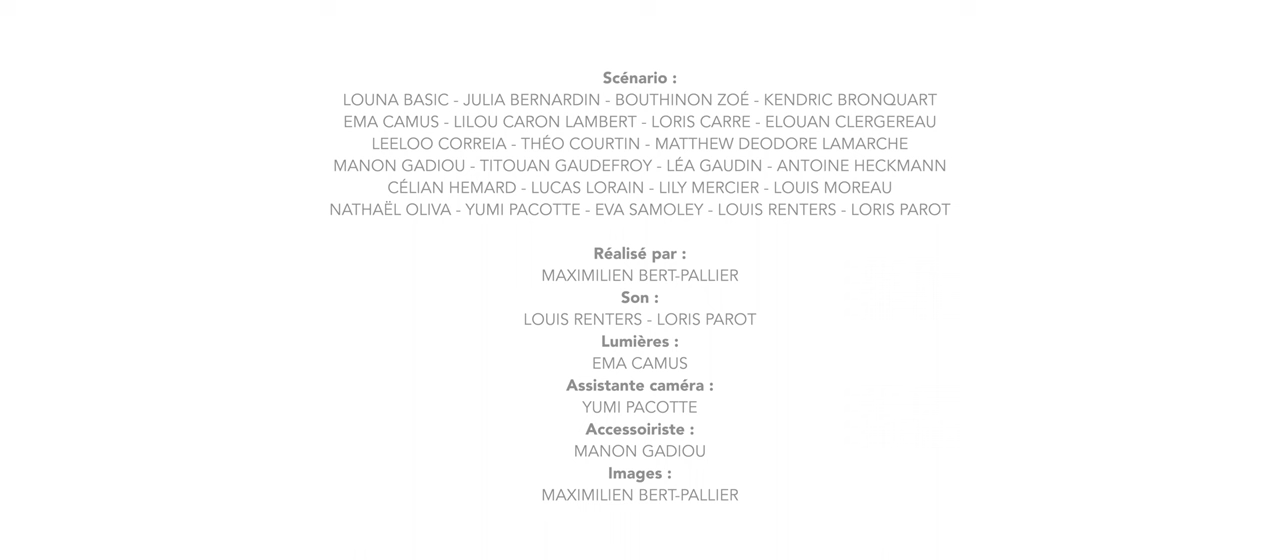 Scénario :
LOUNA BASIC - JULIA BERNARDIN - BOUTHINON ZOÉ - KENDRIC BRONQUART
EMA CAMUS - LILOU CARON LAMBERT - LORIS CARRE - ELOUAN CLERGEREAU
LEELOO CORREIA - THÉO COURTIN - MATTHEW DEODORE LAMARCHE
MANON GADIOU - TITOUAN GAUDEFROY - LÉA GAUDIN - ANTOINE HECKMANN
CÉLIAN HEMARD - LUCAS LORAIN - LILY MERCIER - LOUIS MOREAU
NATHAËL OLIVA - YUMI PACOTTE - EVA SAMOLEY - LOUIS RENTERS - LORIS PAROT
Réalisé par :
MAXIMILIEN BERT-PALLIER
Son :
LOUIS RENTERS - LORIS PAROT
Lumières :
EMA CAMUS
Assistante caméra :
YUMI PACOTTE
Accessoiriste :
MANON GADIOU
Images :
MAXIMILIEN BERT-PALLIER